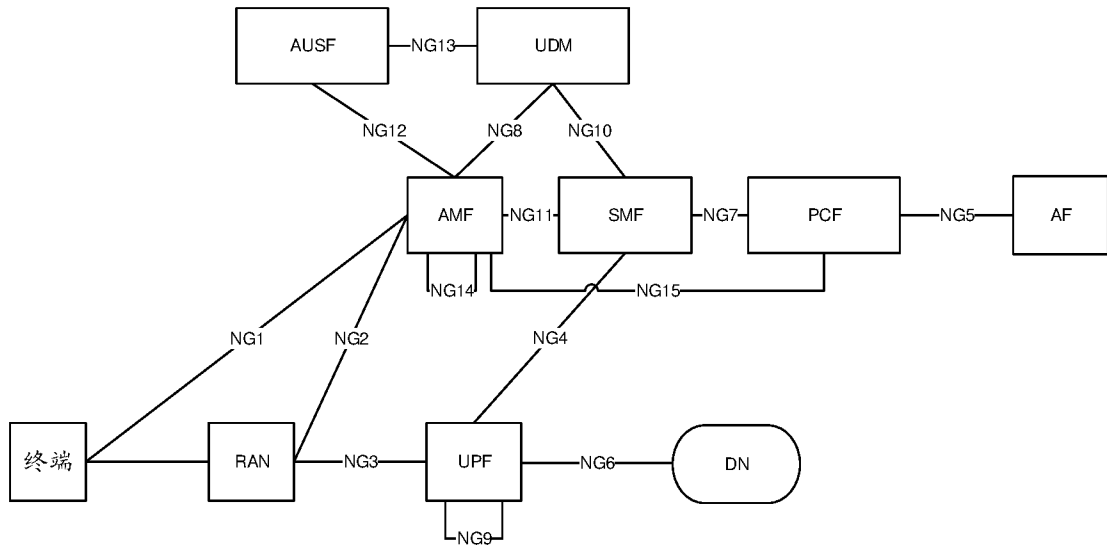 AUSF
NG13
UDM
NG12
NG8
NG10
AMF
NG11
SMF
NG7
PCF
NG5
AF
NG14
NG15
NG1
NG2
NG4
终端
RAN
NG3
UPF
NG6
DN
NG9